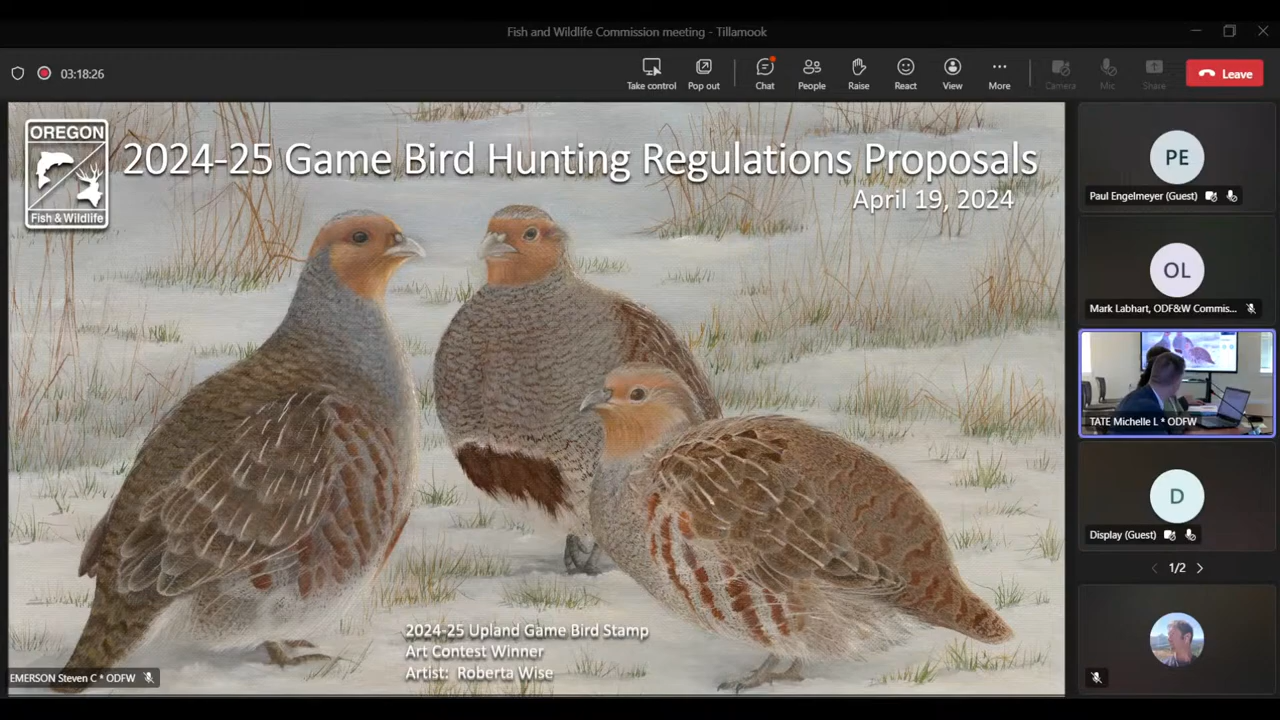 Fish and Wildlife Commission meeting - Tillamook
03:18:26
Take control
Pop out
Chat
People
Raise
React
View
More
Camera
Mic
Share
Leave
OREGON
Fish & Wildlife
2024-25 Game Bird Hunting Regulations Proposals
April 19, 2024
2024-25 Upland Game Bird Stamp
Art Contest Winner
Artist: Roberta Wise
EMERSON Steven C * ODFW
PE
Paul Engelmeyer (Guest)
OL
Mark Labhart, ODF&W Commis...
TATE Michelle L * ODFW
D
Display (Guest)
1/2